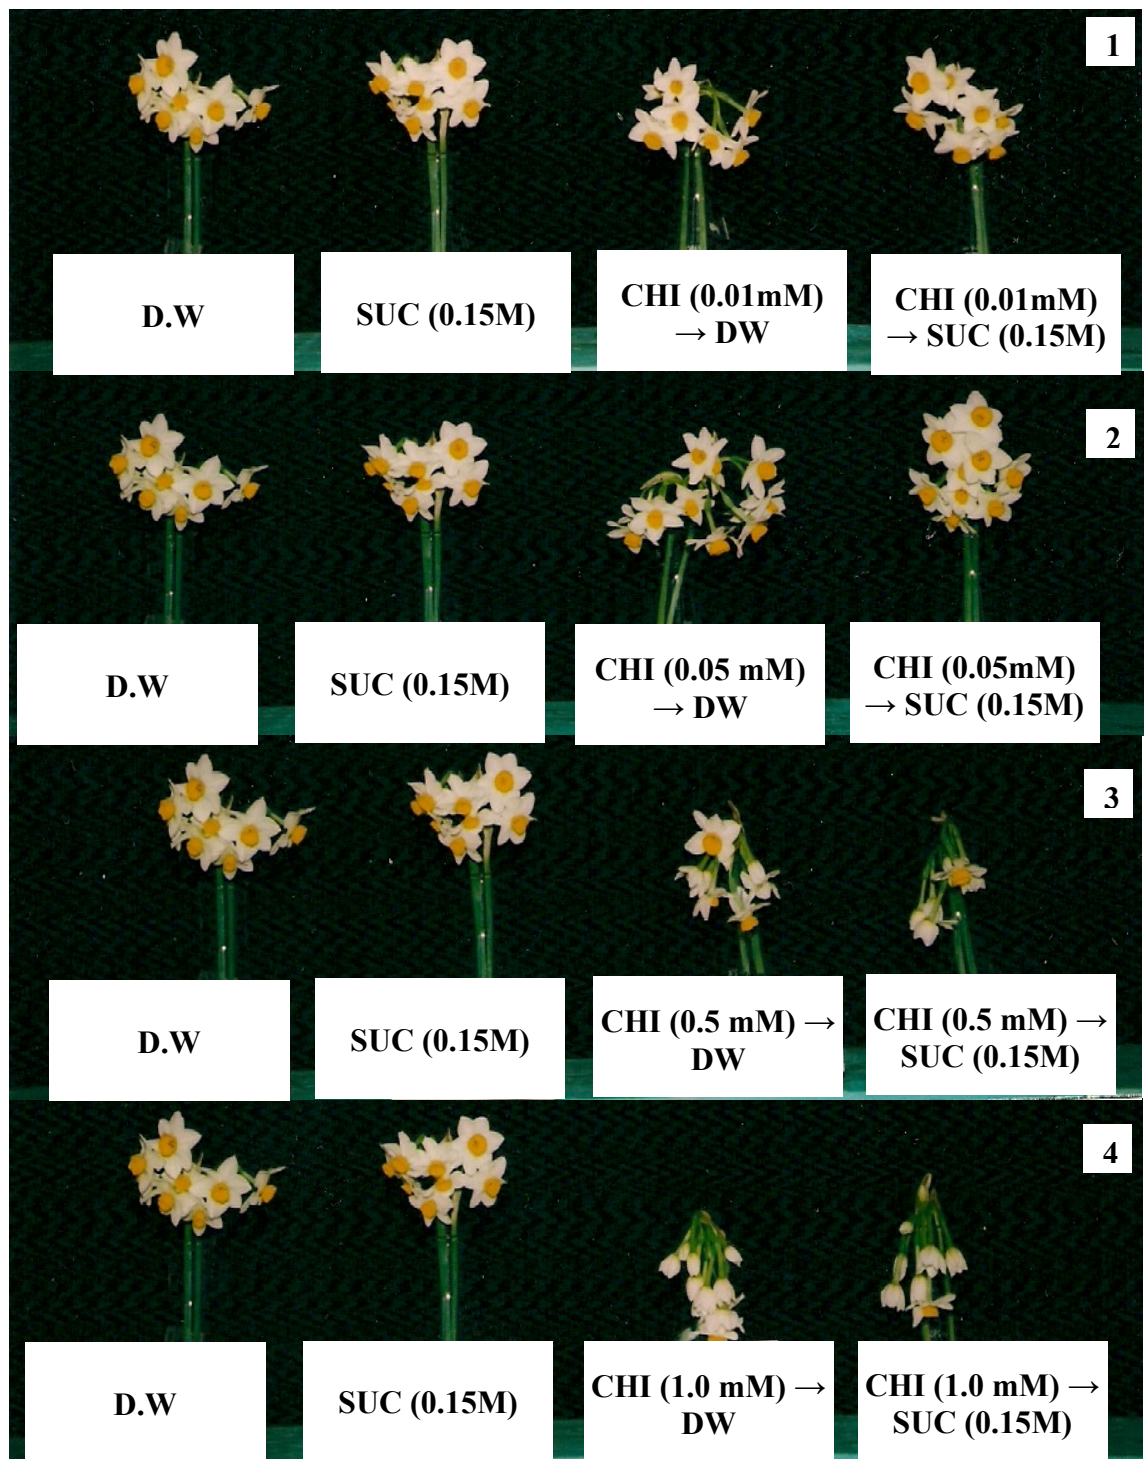 1
D.W
SUC (0.15M)
CHI (0.01mM)
→ DW
CHI (0.01mM)
→ SUC (0.15M)
2
D.W
SUC (0.15M)
CHI (0.05 mM)
→ DW
CHI (0.05mM)
→ SUC (0.15M)
3
D.W
SUC (0.15M)
CHI (0.5 mM) →
DW
CHI (0.5 mM) →
SUC (0.15M)
4
D.W
SUC (0.15M)
CHI (1.0 mM) →
DW
CHI (1.0 mM) →
SUC (0.15M)